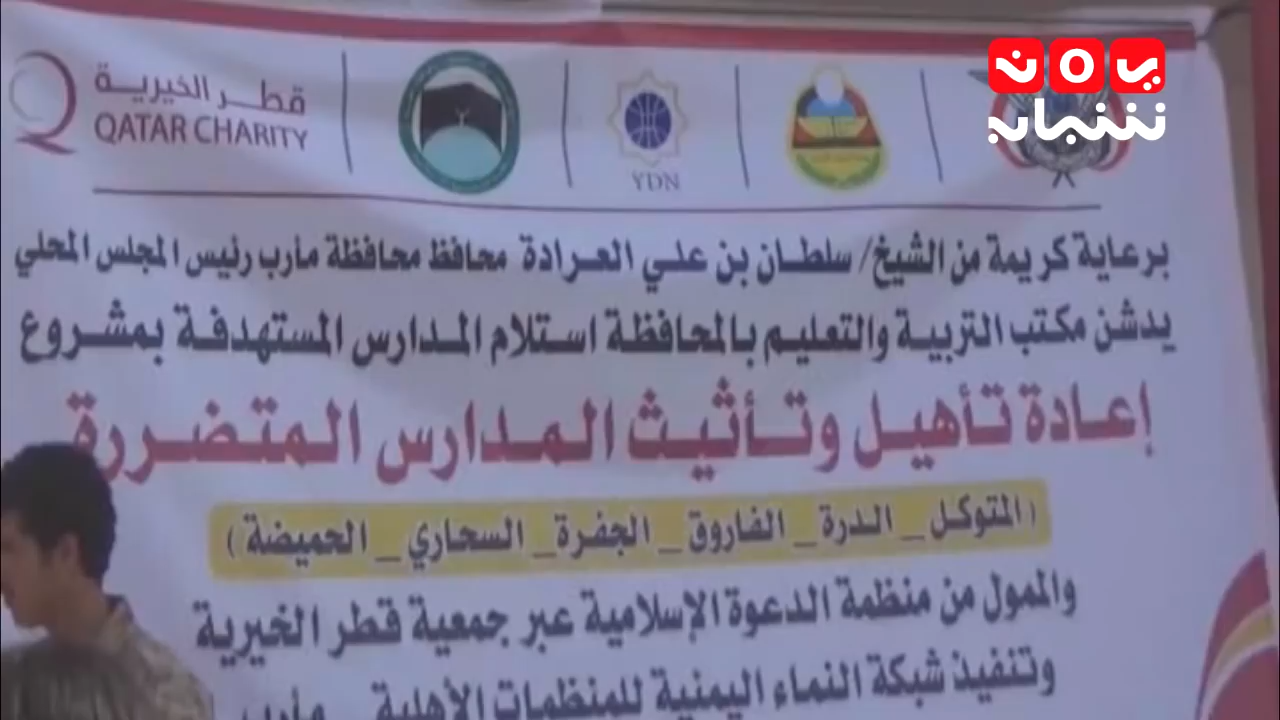 يمن
شباب
قطر الخيرية
QATAR CHARITY
YDN
برعاية كريمة من الشيخ/ سلطان بن علي العرادة محافظ محافظة مأرب رئيس المجلس المحلي
يدشن مكتب التربية والتعليم بالمحافظة استلام المدارس المستهدفة بمشروع
إعادة تأهيل وتأثيث المدارس المتضررة
(المتوكل _ الدرة _ الفاروق _ الجفرة _ السحاري _ الحميضة)
والممول من منظمة الدعوة الإسلامية عبر جمعية قطر الخيرية
وتنفيذ شبكة النماء اليمنية للمنظمات الأهلية _ مأرب